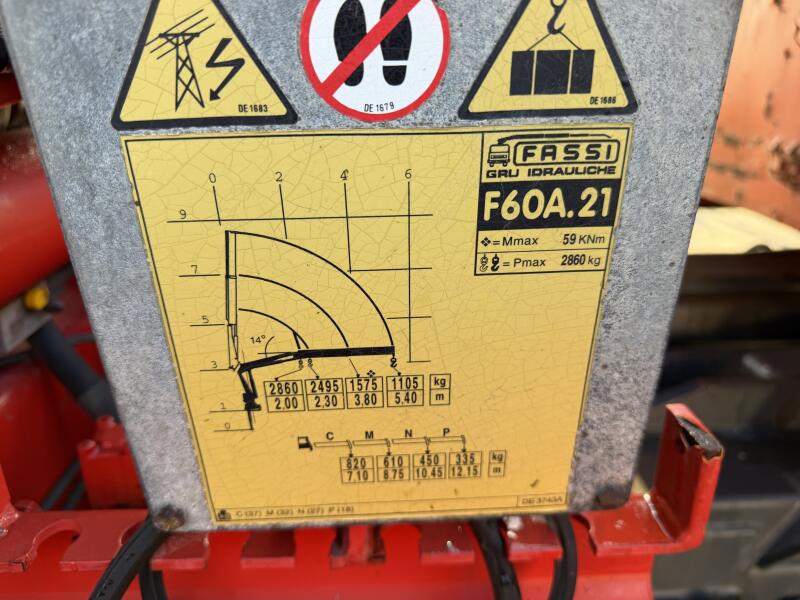 DE 1683
DE 1679
DE 1686
FASSI
GRU IDRAULICHE
F60A.21
❖ = Mmax 59 KNm
= Pmax 2860 kg
0 2 4 6
9
7
5
14°
3
1
0
2860 2495 1575 1105 kg
2,00 2,30 3,80 5,40 m
C M N P
820 610 450 335 kg
7,10 8,75 10,45 12,15 m
C (37) M (32) N (27) P (18)
DE 3743A